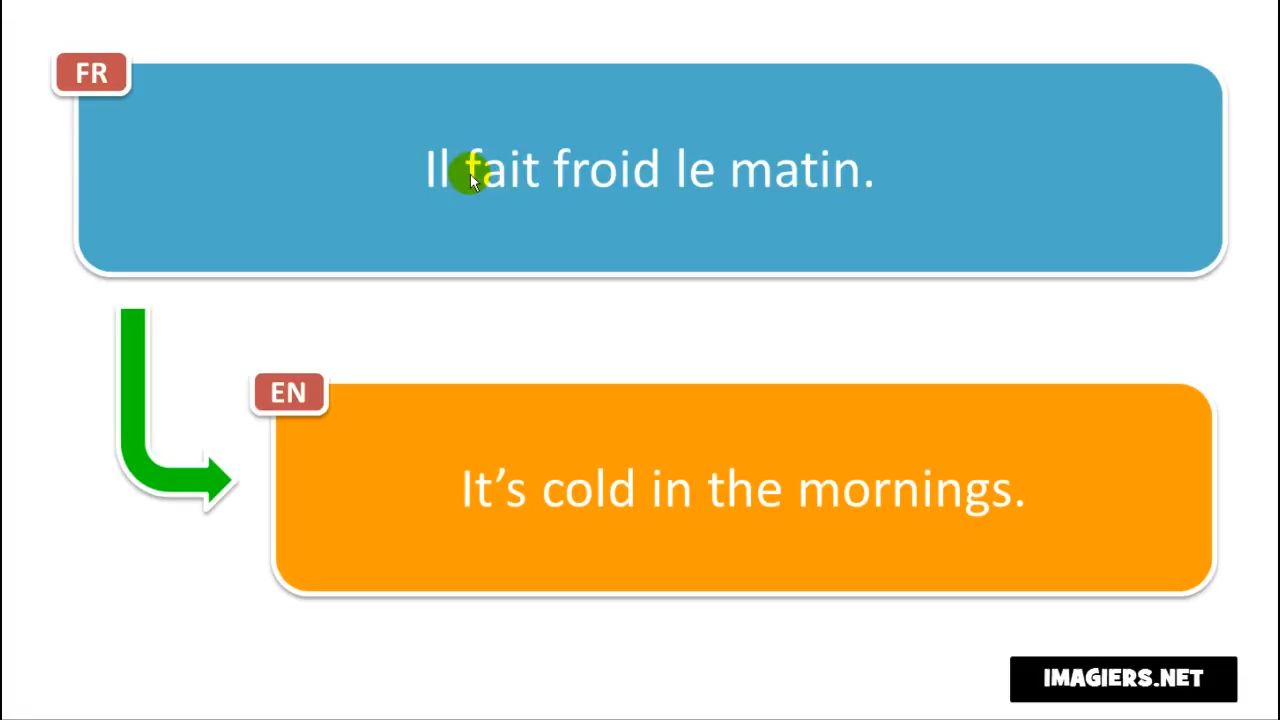 FR
Il fait froid le matin.
EN
It’s cold in the mornings.
IMAGIERS.NET